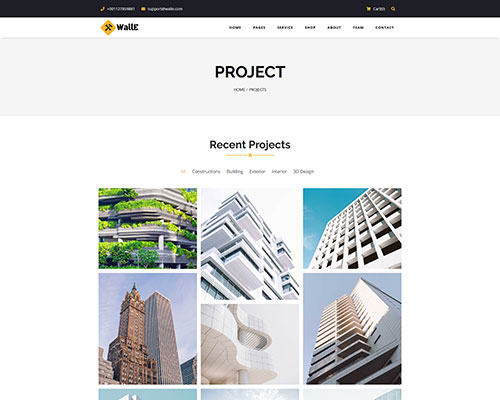 +001127859881 support@walle.com Cart(0)
WallE HOME PAGES SERVICE SHOP ABOUT TEAM CONTACT
PROJECT
HOME / PROJECTS
Recent Projects
All Constructions Building Exterior Interior 3D Design